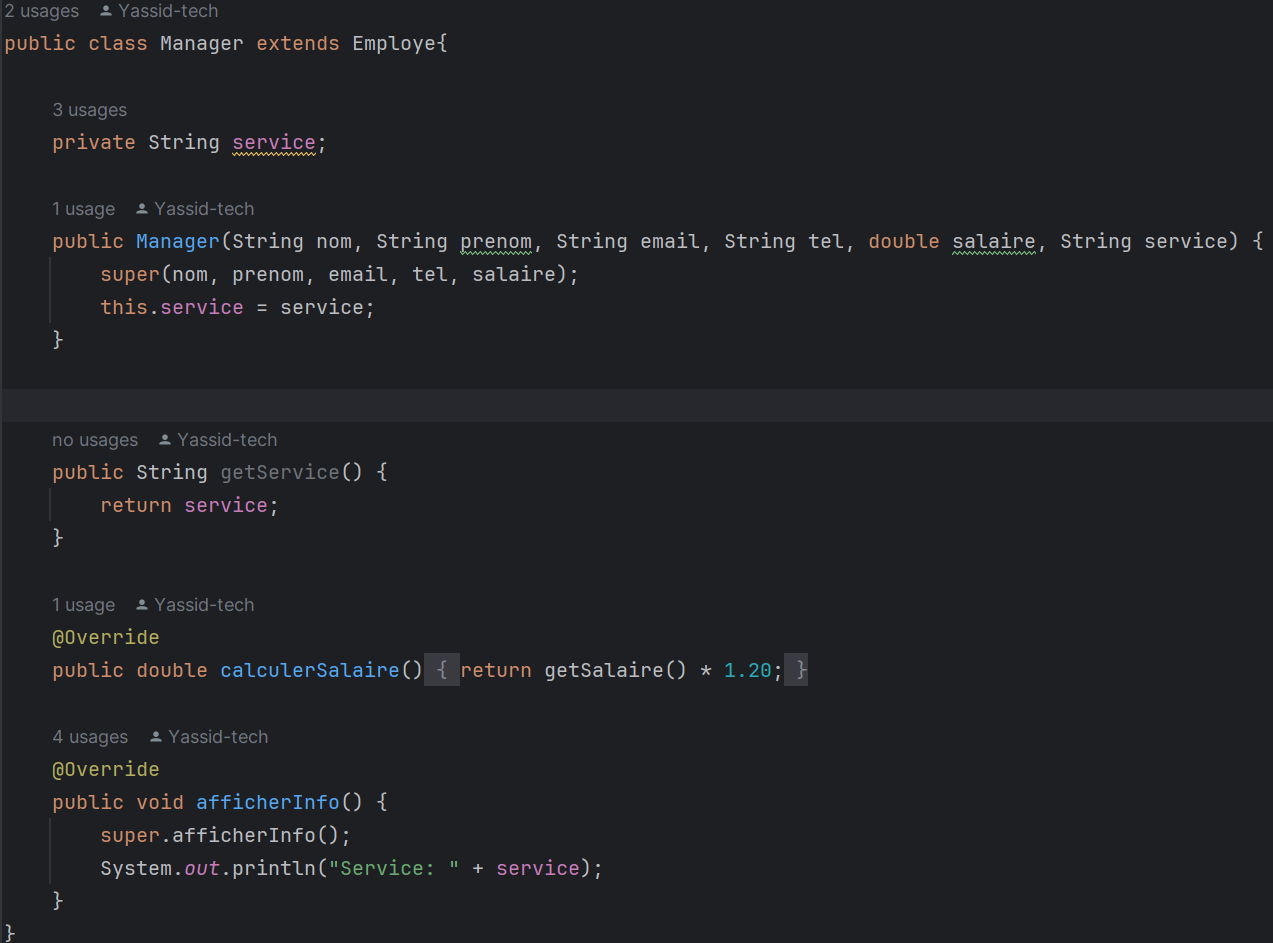 2 usages Yassid-tech
public class Manager extends Employe{
3 usages
private String service;
1 usage Yassid-tech
public Manager(String nom, String prenom, String email, String tel, double salaire, String service) {
super(nom, prenom, email, tel, salaire);
this.service = service;
}
no usages Yassid-tech
public String getService() {
return service;
}
1 usage Yassid-tech
@Override
public double calculerSalaire() { return getSalaire() * 1.20; }
4 usages Yassid-tech
@Override
public void afficherInfo() {
super.afficherInfo();
System.out.println("Service: " + service);
}
}